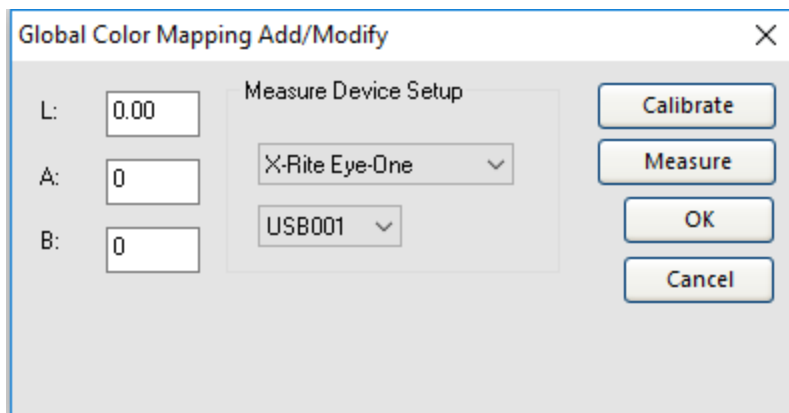 Global Color Mapping Add/Modify
L: 0.00
A: 0
B: 0
Measure Device Setup
X-Rite Eye-One
USB001
Calibrate
Measure
OK
Cancel